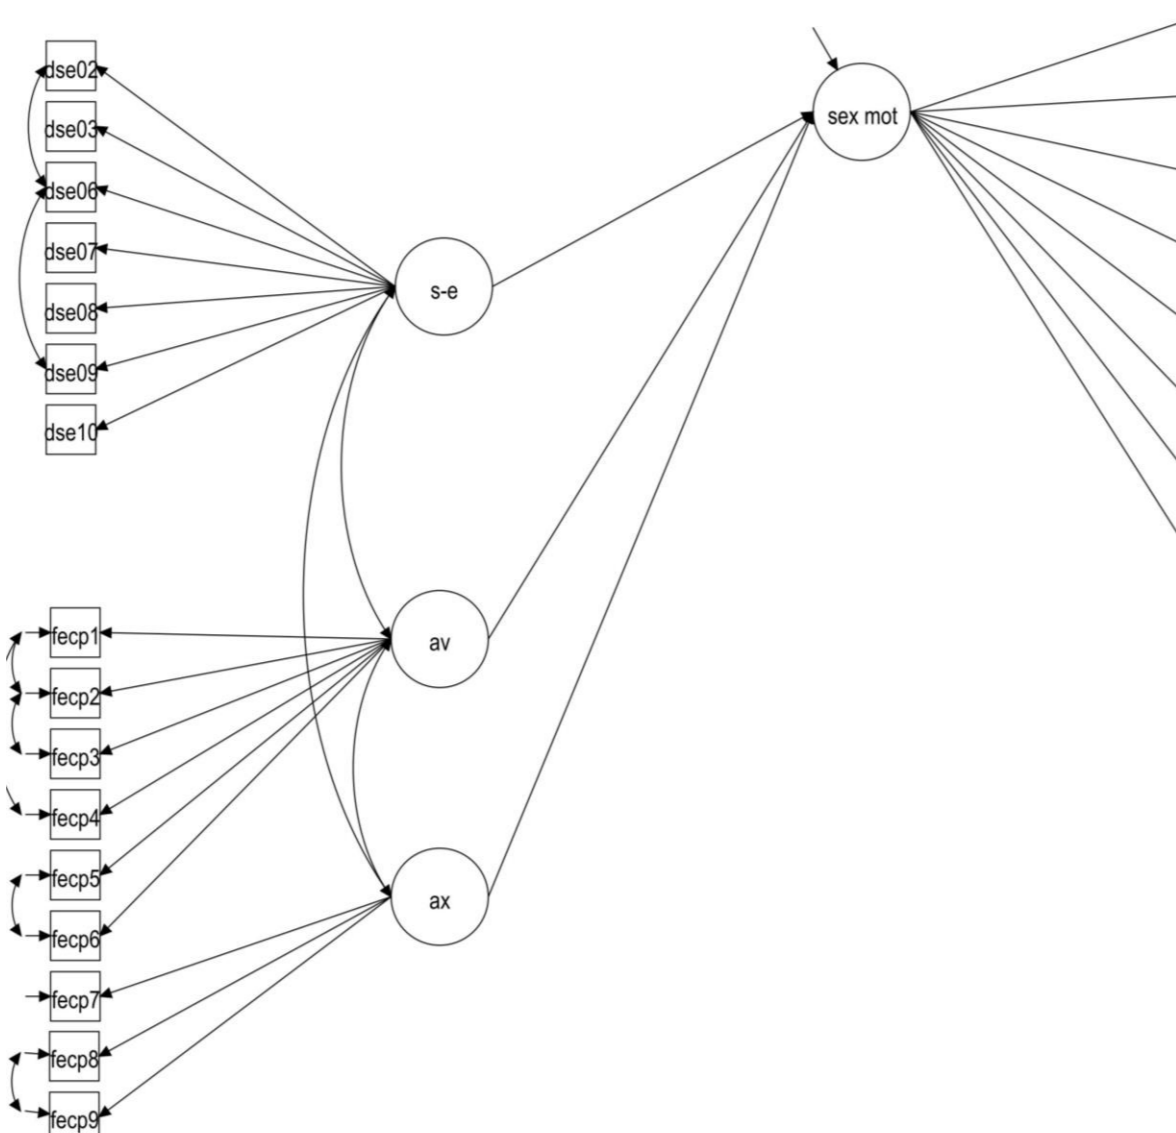 dse02
dse03
dse06
dse07
dse08
dse09
dse10
s-e
sex mot
fecp1
fecp2
fecp3
fecp4
fecp5
fecp6
fecp7
fecp8
fecp9
av
ax